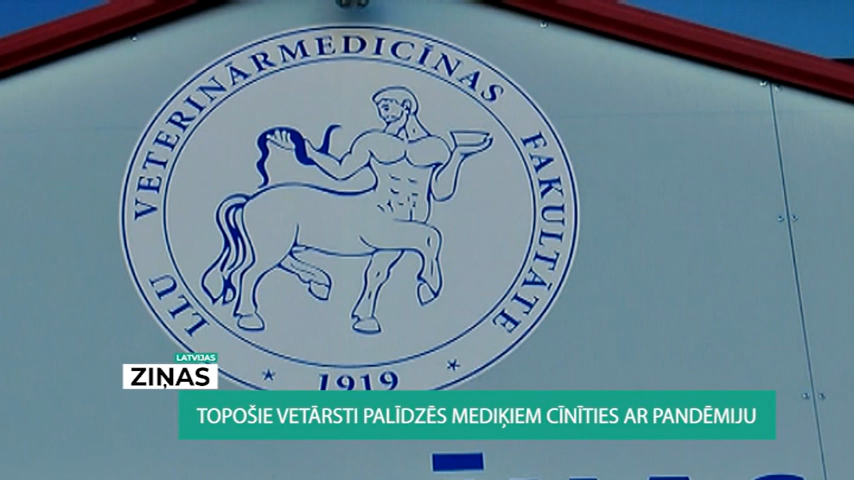 LLU VETERINĀRMEDICĪNAS FAKULTĀTE
* 1919 *
LATVIJAS
ZIŅAS
TOPOŠIE VETĀRSTI PALĪDZĒS MEDIĶIEM CĪNĪTIES AR PANDĒMIJU